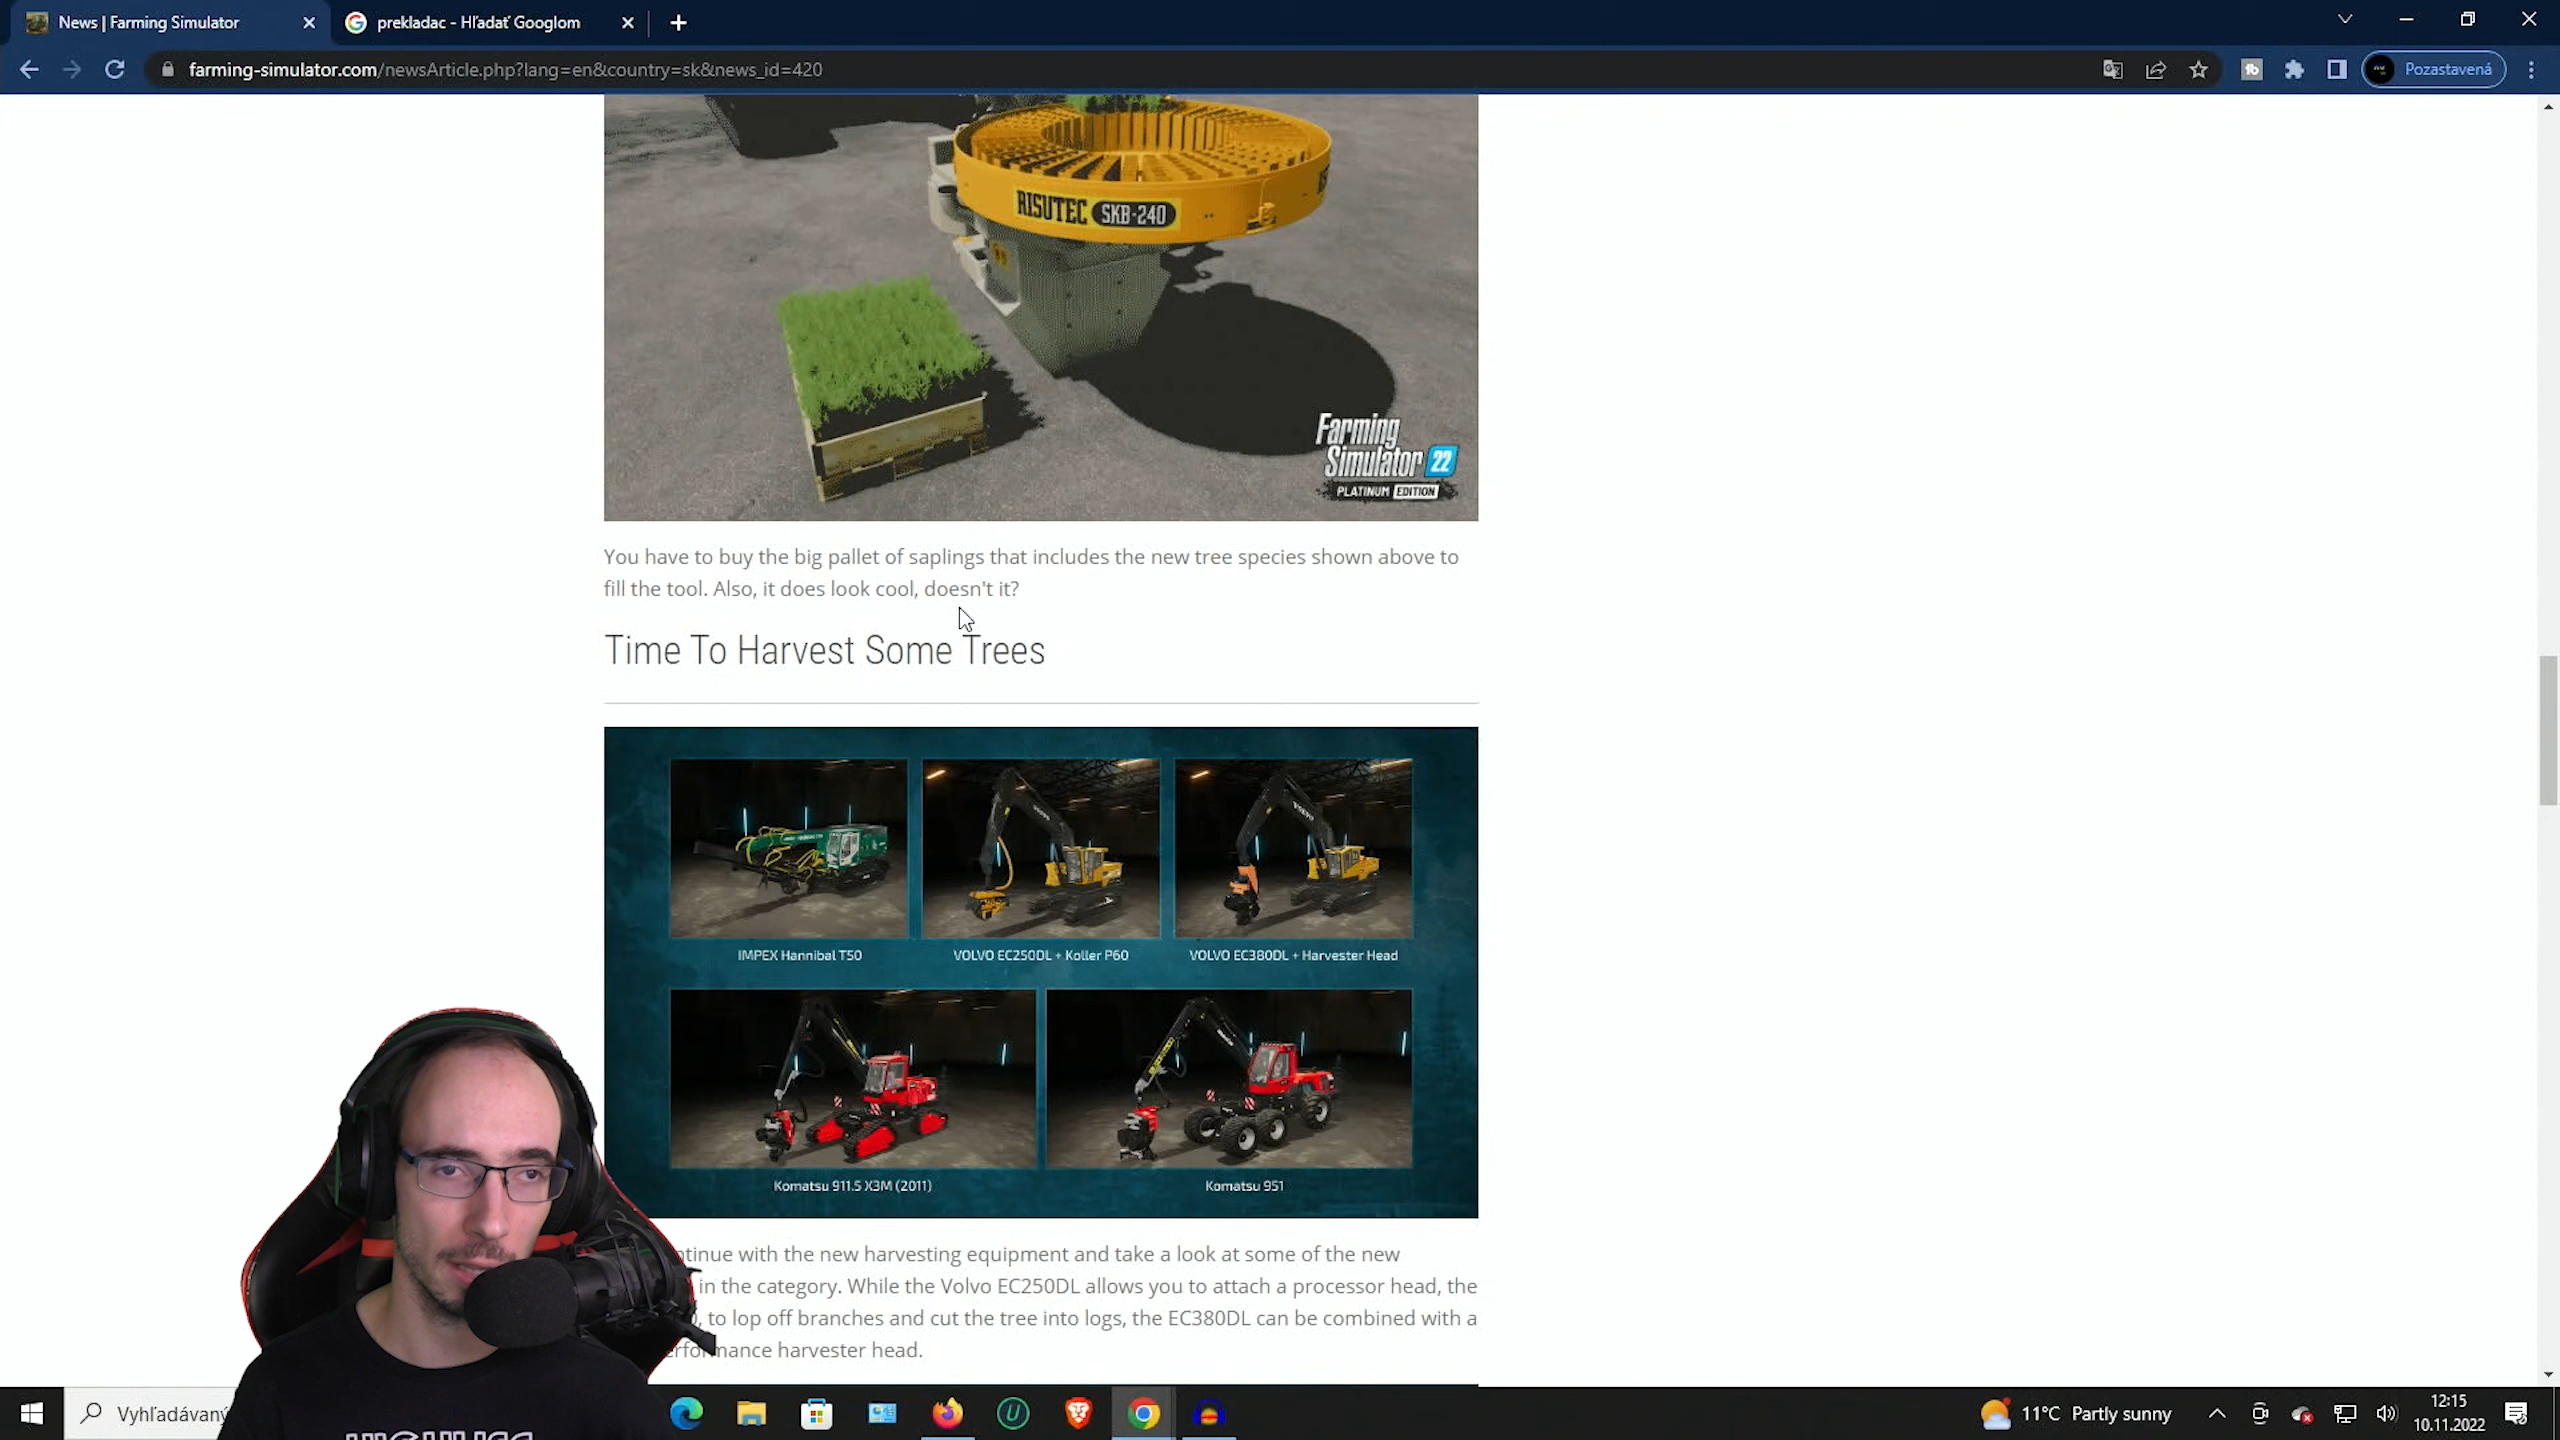 News | Farming Simulator
prekladac - Hľadať Googlom
farming-simulator.com/newsArticle.php?lang=en&country=sk&news_id=420
Pozastavená
RISUTEC SKB-240
Farming
Simulator 22
PLATINUM EDITION
You have to buy the big pallet of saplings that includes the new tree species shown above to
fill the tool. Also, it does look cool, doesn't it?
Time To Harvest Some Trees
IMPEX Hannibal T50
VOLVO EC250DL + Koller P60
VOLVO EC380DL + Harvester Head
Komatsu 911.5 X3M (2011)
Komatsu 951
with the new harvesting equipment and take a look at some of the new
in the category. While the Volvo EC250DL allows you to attach a processor head, the
, to lop off branches and cut the tree into logs, the EC380DL can be combined with a
harvester head.
11°C Partly sunny
12:15
10.11.2022